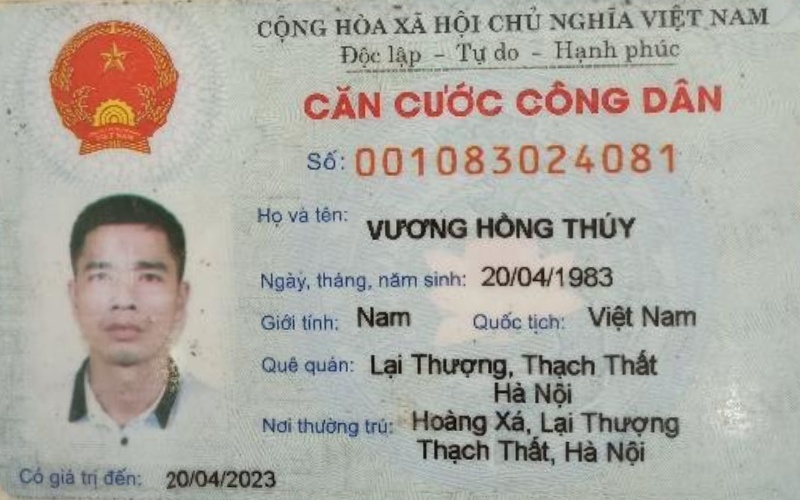 CỘNG HÒA XÃ HỘI CHỦ NGHĨA VIỆT NAM
Độc lập - Tự do - Hạnh phúc
CĂN CƯỚC CÔNG DÂN
Số: 001083024081
Họ và tên: VƯƠNG HỒNG THÚY
Ngày, tháng, năm sinh: 20/04/1983
Giới tính: Nam Quốc tịch: Việt Nam
Quê quán: Lại Thượng, Thạch Thất
Hà Nội
Nơi thường trú: Hoàng Xá, Lại Thượng
Thạch Thất, Hà Nội
Có giá trị đến: 20/04/2023